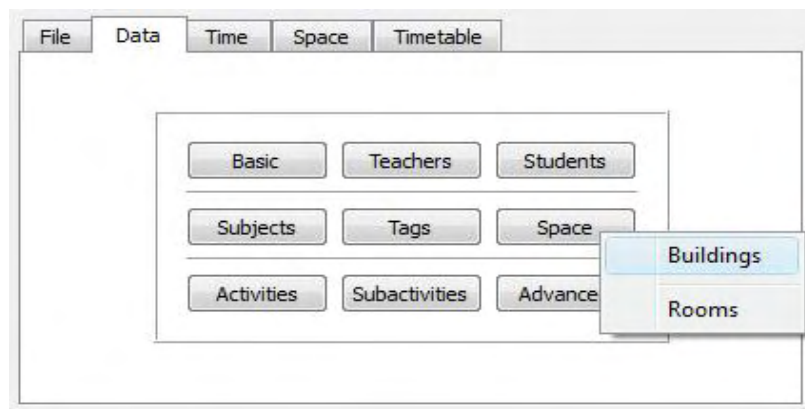 File Data Time Space Timetable
Basic Teachers Students
Subjects Tags Space
Buildings
Activities Subactivities Advance
Rooms